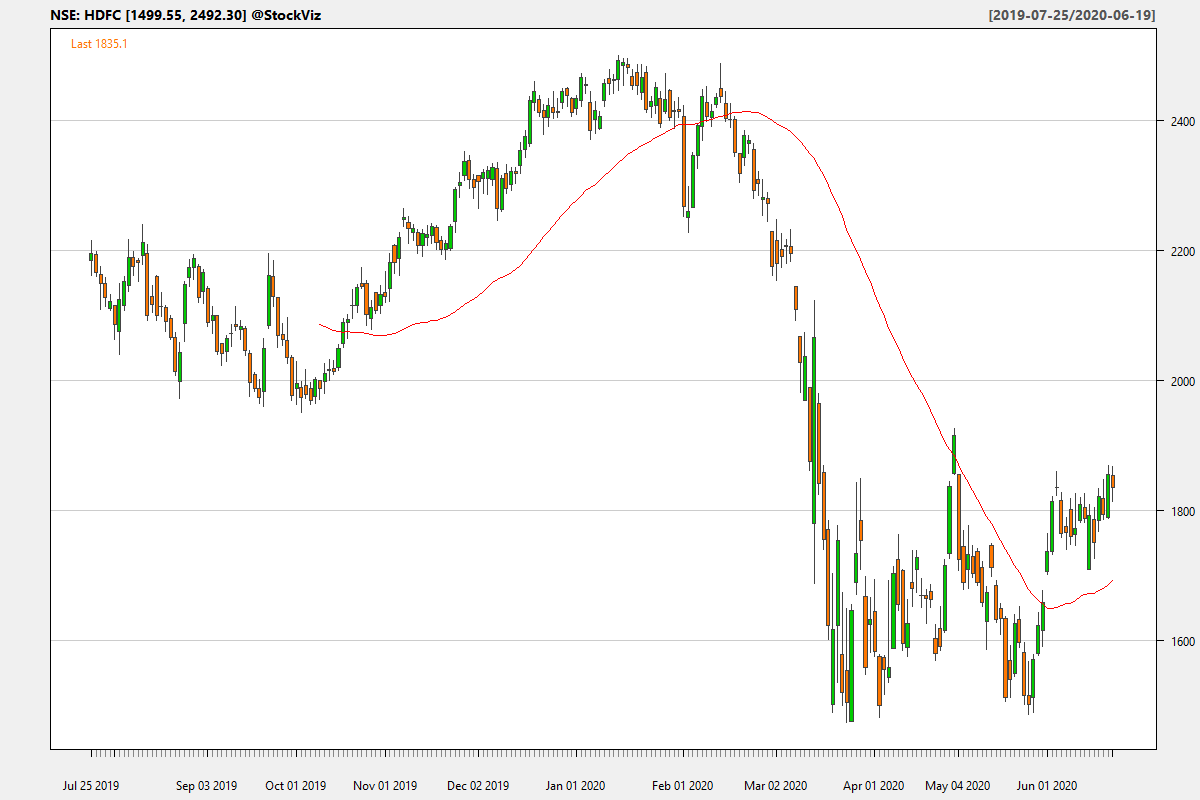 NSE: HDFC [1499.55, 2492.30] @StockViz
[2019-07-25/2020-06-19]
Last 1835.1
2400
2200
2000
1800
1600
Jul 25 2019
Sep 03 2019
Oct 01 2019
Nov 01 2019
Dec 02 2019
Jan 01 2020
Feb 01 2020
Mar 02 2020
Apr 01 2020
May 04 2020
Jun 01 2020